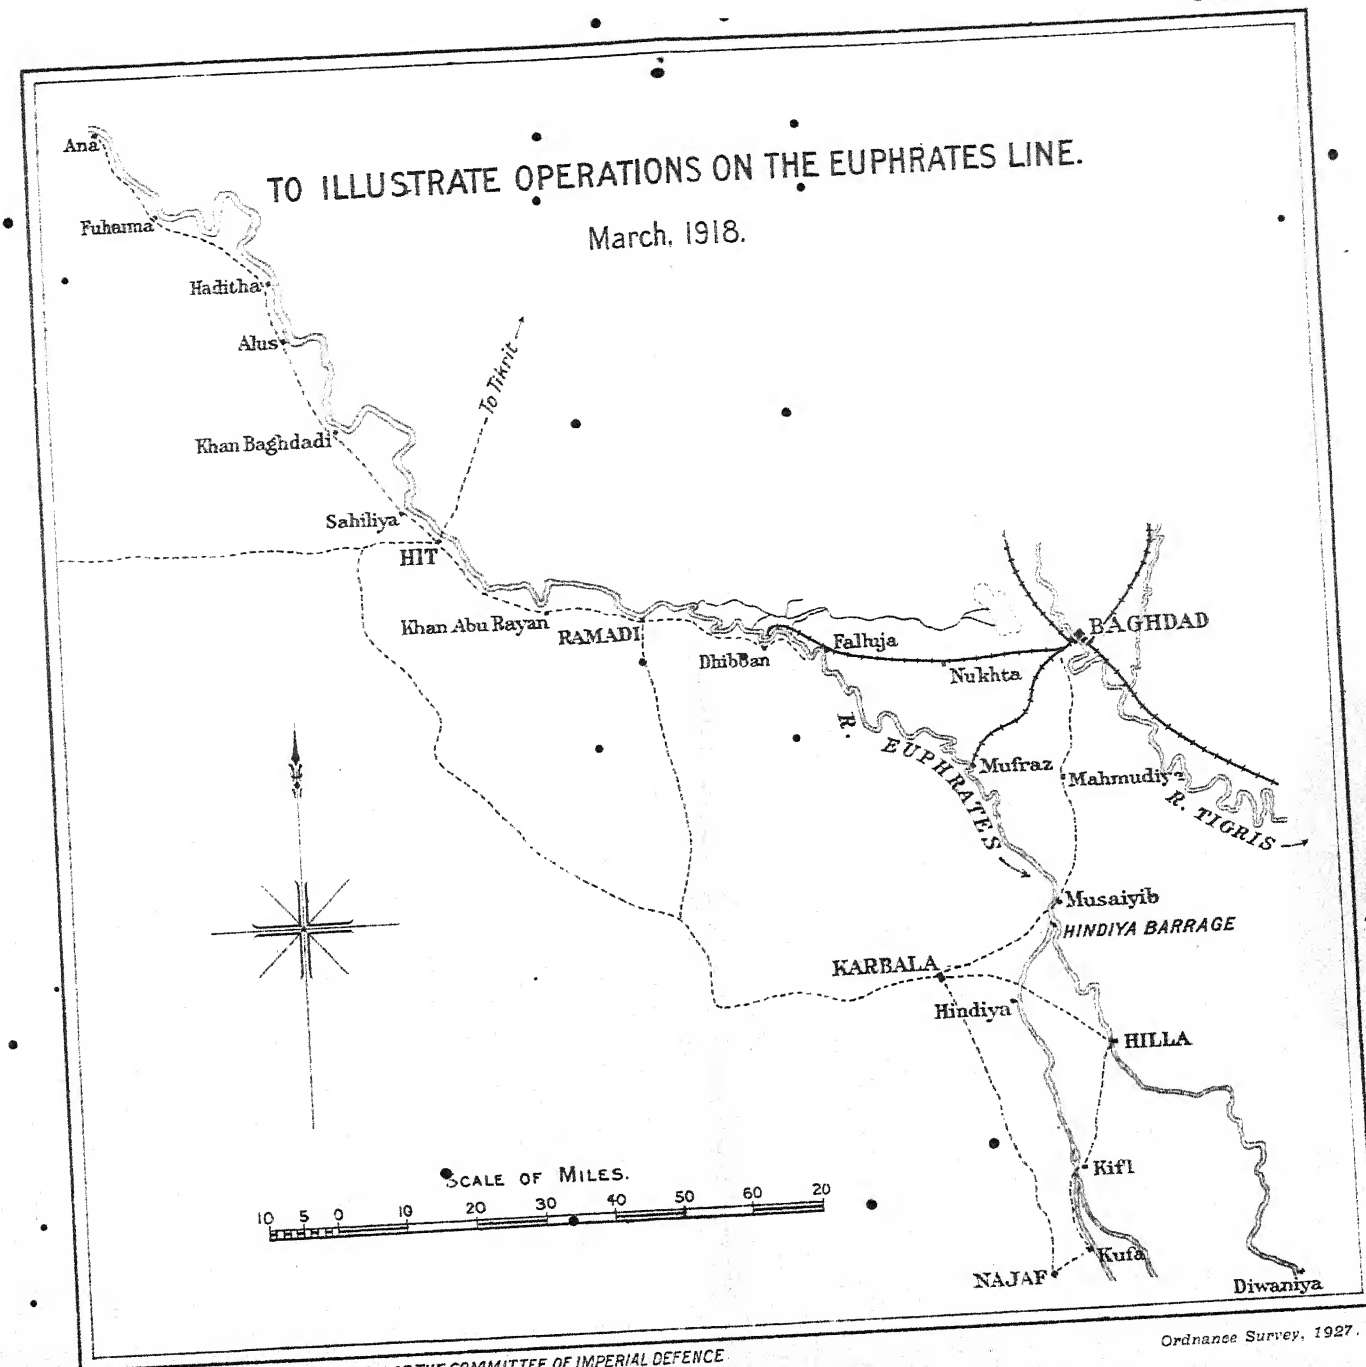 TO ILLUSTRATE OPERATIONS ON THE EUPHRATES LINE.
March, 1918.
Ana
Fuhaima
Haditha
Alus
To Tikrit
Khan Baghdadi
Sahiliya
HIT
Khan Abu Rayan
RAMADI
Dhibban
Falluja
BAGHDAD
Nukhta
R. EUPHRATES
Mufraz
Mahmudiya
R. TIGRIS
Musaiyib
HINDIYA BARRAGE
KARBALA
Hindiya
HILLA
Kifl
SCALE OF MILES.
10 5 0 10 20 30 40 50 60 20
Kufa
NAJAF
Diwaniya
Ordnance Survey, 1927.
THE COMMITTEE OF IMPERIAL DEFENCE